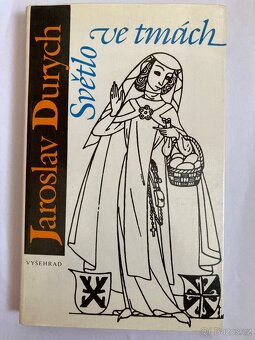 Jaroslav Durych
Světlo
ve tmách
VYŠEHRAD